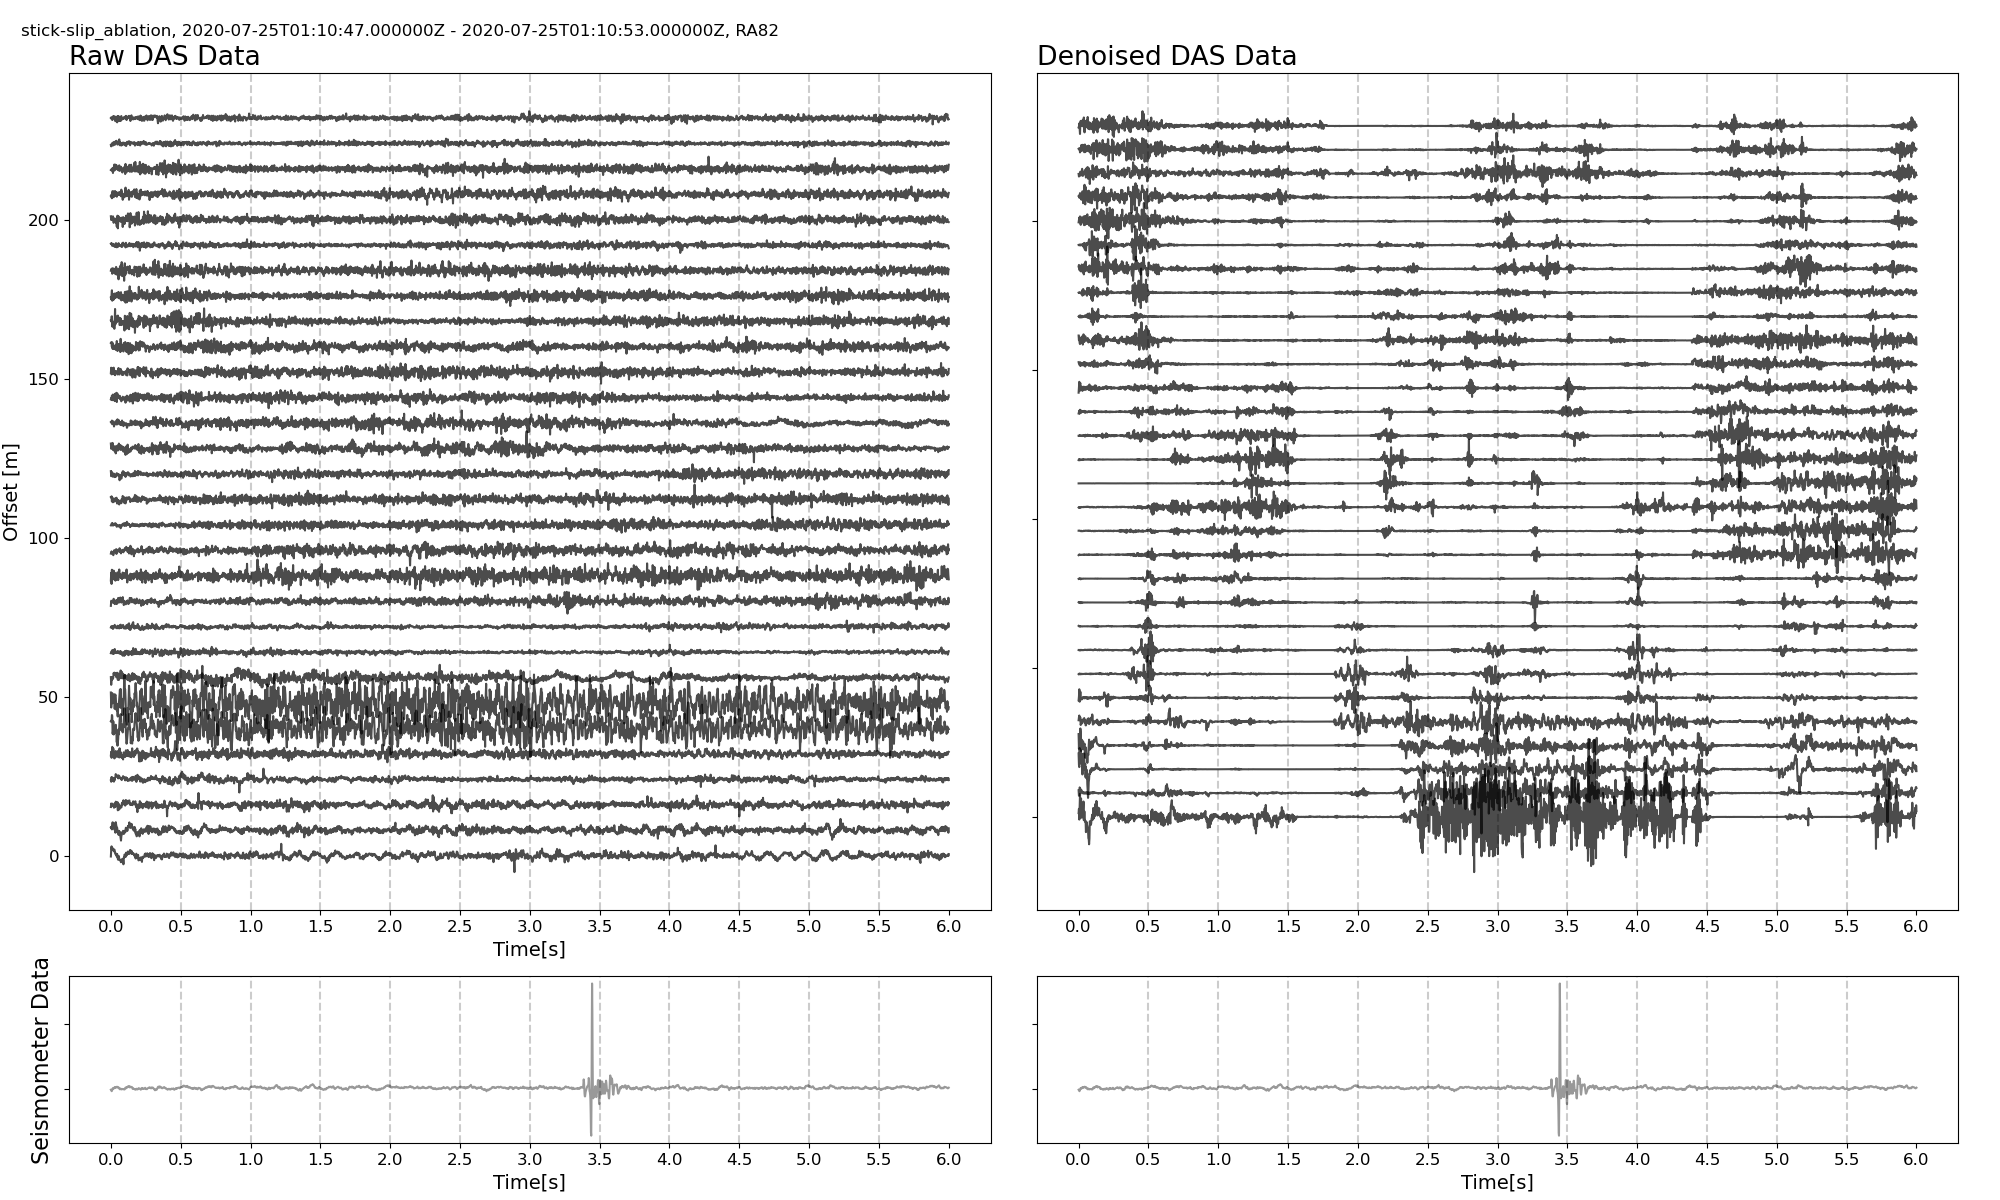 stick-slip_ablation, 2020-07-25T01:10:47.000000Z - 2020-07-25T01:10:53.000000Z, RA82
Raw DAS Data
Denoised DAS Data
Offset [m]
200
150
100
50
0
0.0 0.5 1.0 1.5 2.0 2.5 3.0 3.5 4.0 4.5 5.0 5.5 6.0
Time[s]
0.0 0.5 1.0 1.5 2.0 2.5 3.0 3.5 4.0 4.5 5.0 5.5 6.0
Seismometer Data
0.0 0.5 1.0 1.5 2.0 2.5 3.0 3.5 4.0 4.5 5.0 5.5 6.0
Time[s]
0.0 0.5 1.0 1.5 2.0 2.5 3.0 3.5 4.0 4.5 5.0 5.5 6.0
Time[s]